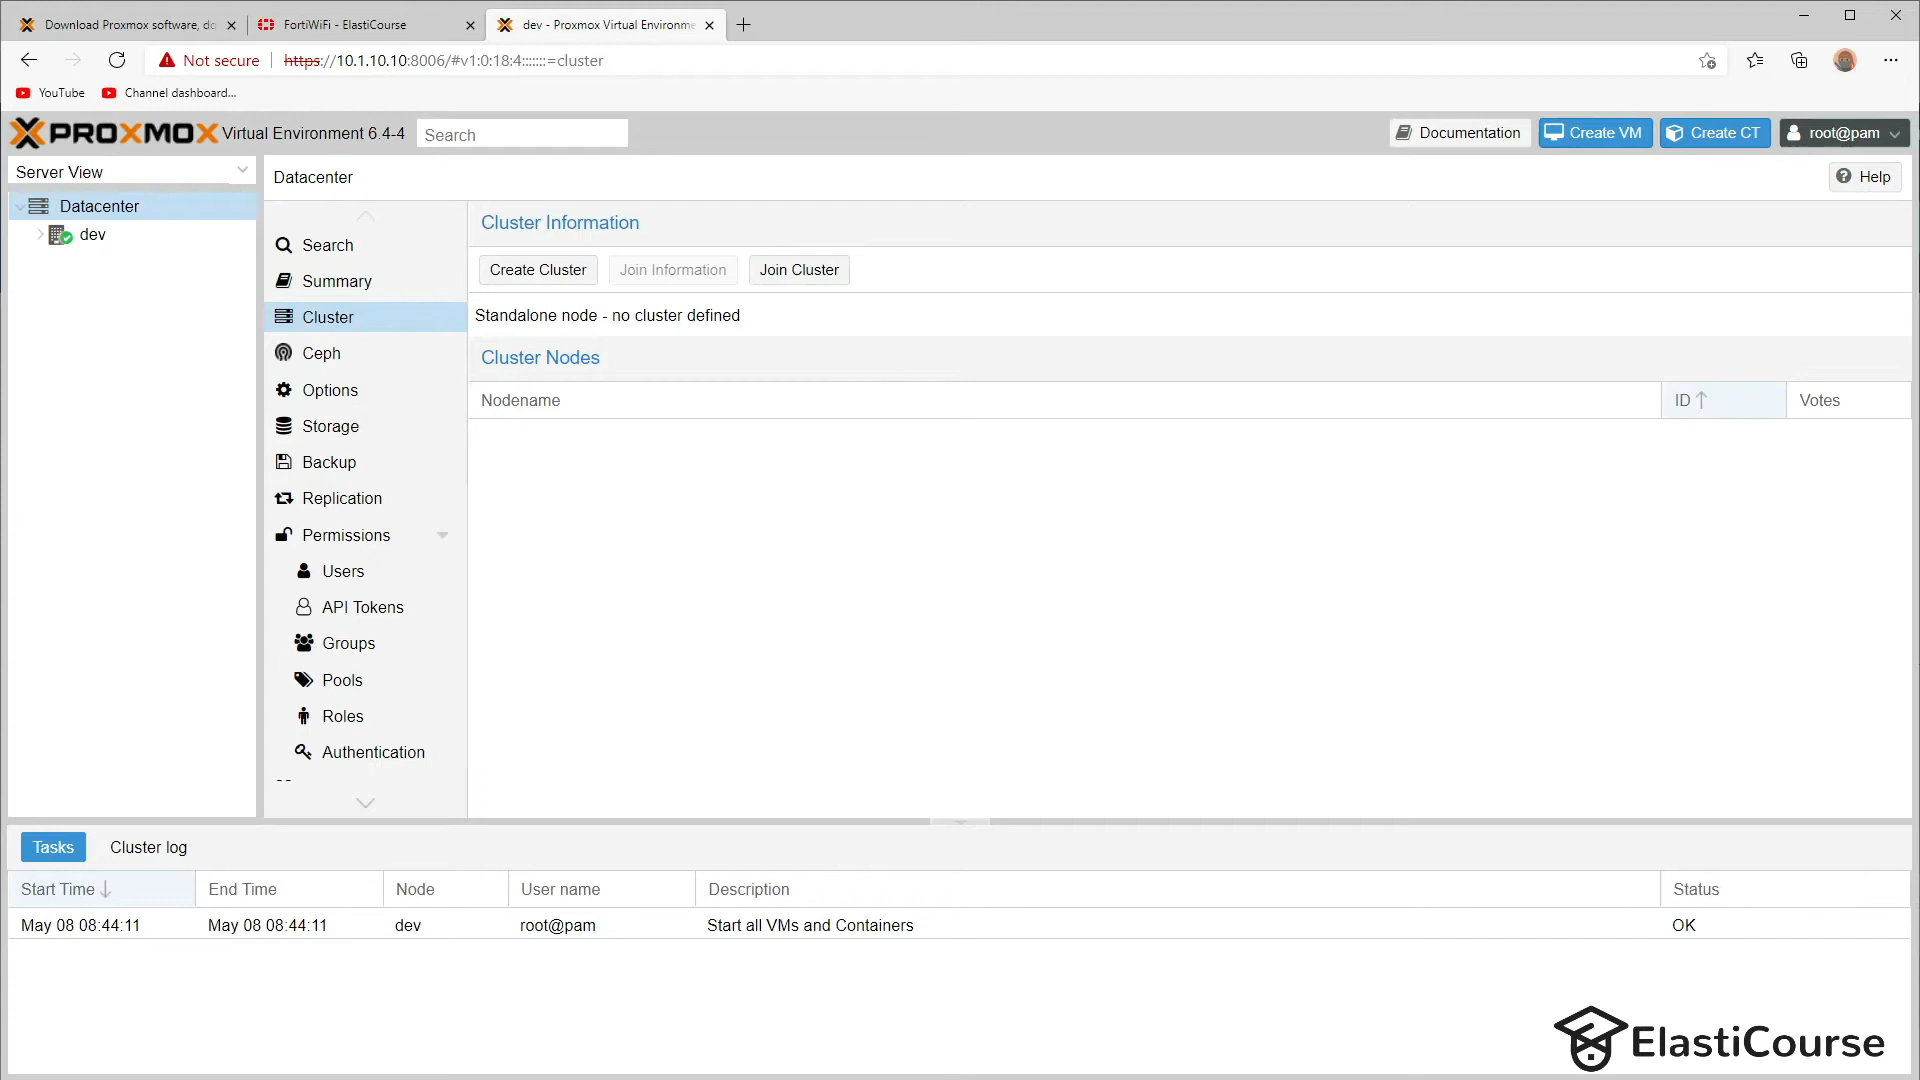 Download Proxmox software, do
FortiWiFi - ElastiCourse
dev - Proxmox Virtual Environme
Not secure
https://10.1.10.10:8006/#v1:0:18:4:::::::=cluster
YouTube
Channel dashboard...
PROXMOX Virtual Environment 6.4-4
Search
Documentation
Create VM
Create CT
root@pam
Server View
Datacenter
Help
Datacenter
dev
Search
Summary
Cluster
Ceph
Options
Storage
Backup
Replication
Permissions
Users
API Tokens
Groups
Pools
Roles
Authentication
Cluster Information
Create Cluster
Join Information
Join Cluster
Standalone node - no cluster defined
Cluster Nodes
Nodename
ID
Votes
Tasks
Cluster log
Start Time
End Time
Node
User name
Description
Status
May 08 08:44:11
May 08 08:44:11
dev
root@pam
Start all VMs and Containers
OK
ElastiCourse